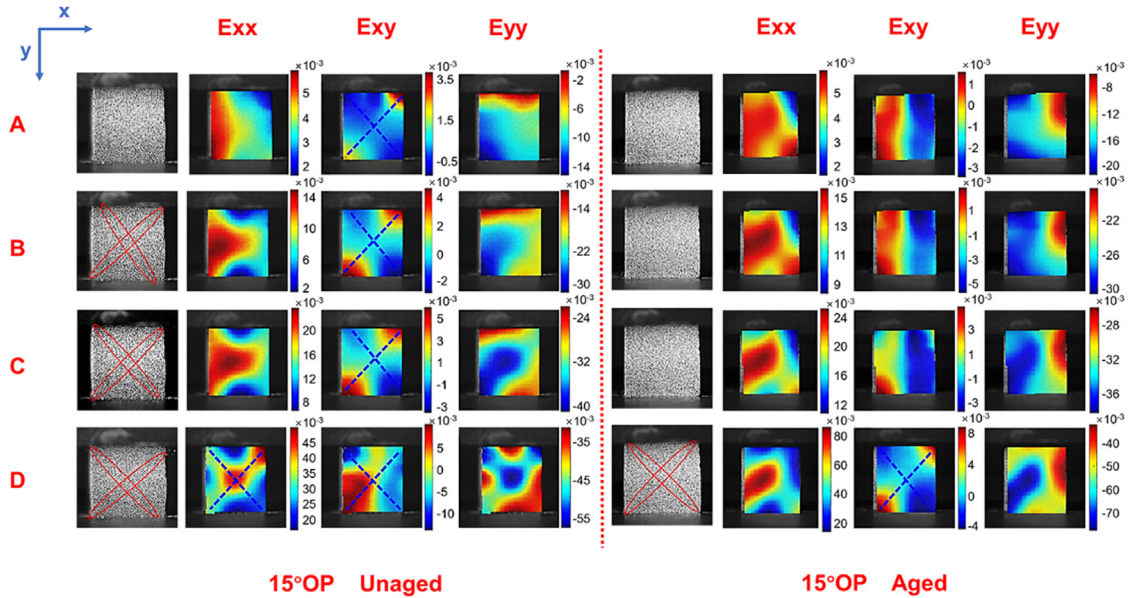 x
y
Exx Exy Eyy Exx Exy Eyy
A
×10⁻³ 5 4 3 2
×10⁻³ 3.5 1.5 -0.5
×10⁻³ -2 -6 -10 -14
×10⁻³ 5 4 3 2
×10⁻³ 1 0 -1 -2 -3
×10⁻³ -8 -12 -16 -20
B
×10⁻³ 14 10 6 2
×10⁻³ 4 2 0 -2
×10⁻³ -14 -22 -30
×10⁻³ 15 13 11 9
×10⁻³ 1 -1 -3 -5
×10⁻³ -22 -26 -30
C
×10⁻³ 20 16 12 8
×10⁻³ 5 3 1 -1 -3
×10⁻³ -24 -32 -40
×10⁻³ 24 20 16 12
×10⁻³ 3 1 -1 -3
×10⁻³ -28 -32 -36
D
×10⁻³ 45 40 35 30 25 20
×10⁻³ 5 0 -5 -10
×10⁻³ -35 -45 -55
×10⁻³ 80 60 40 20
×10⁻³ 8 4 0 -4
×10⁻³ -40 -50 -60 -70
15°OP Unaged 15°OP Aged